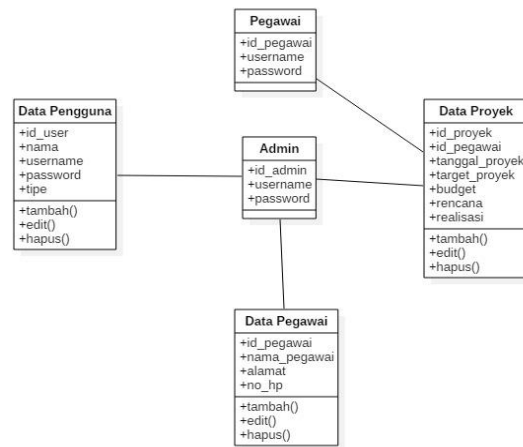 Pegawai
+id_pegawai
+username
+password
Data Pengguna
+id_user
+nama
+username
+password
+tipe
+tambah()
+edit()
+hapus()
Admin
+id_admin
+username
+password
Data Proyek
+id_proyek
+id_pegawai
+tanggal_proyek
+target_proyek
+budget
+rencana
+realisasi
+tambah()
+edit()
+hapus()
Data Pegawai
+id_pegawai
+nama_pegawai
+alamat
+no_hp
+tambah()
+edit()
+hapus()